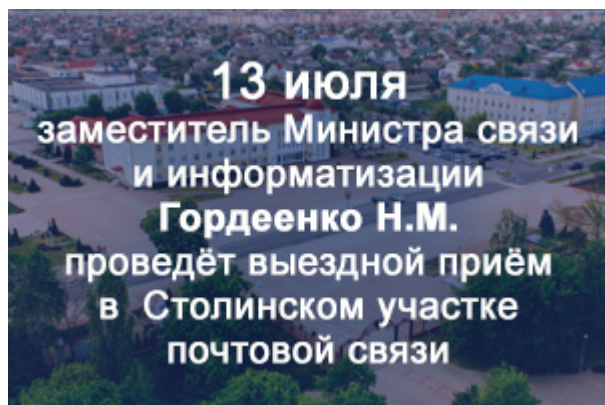 13 июля
заместитель Министра связи
и информатизации
Гордеенко Н.М.
проведёт выездной приём
в Столинском участке
почтовой связи